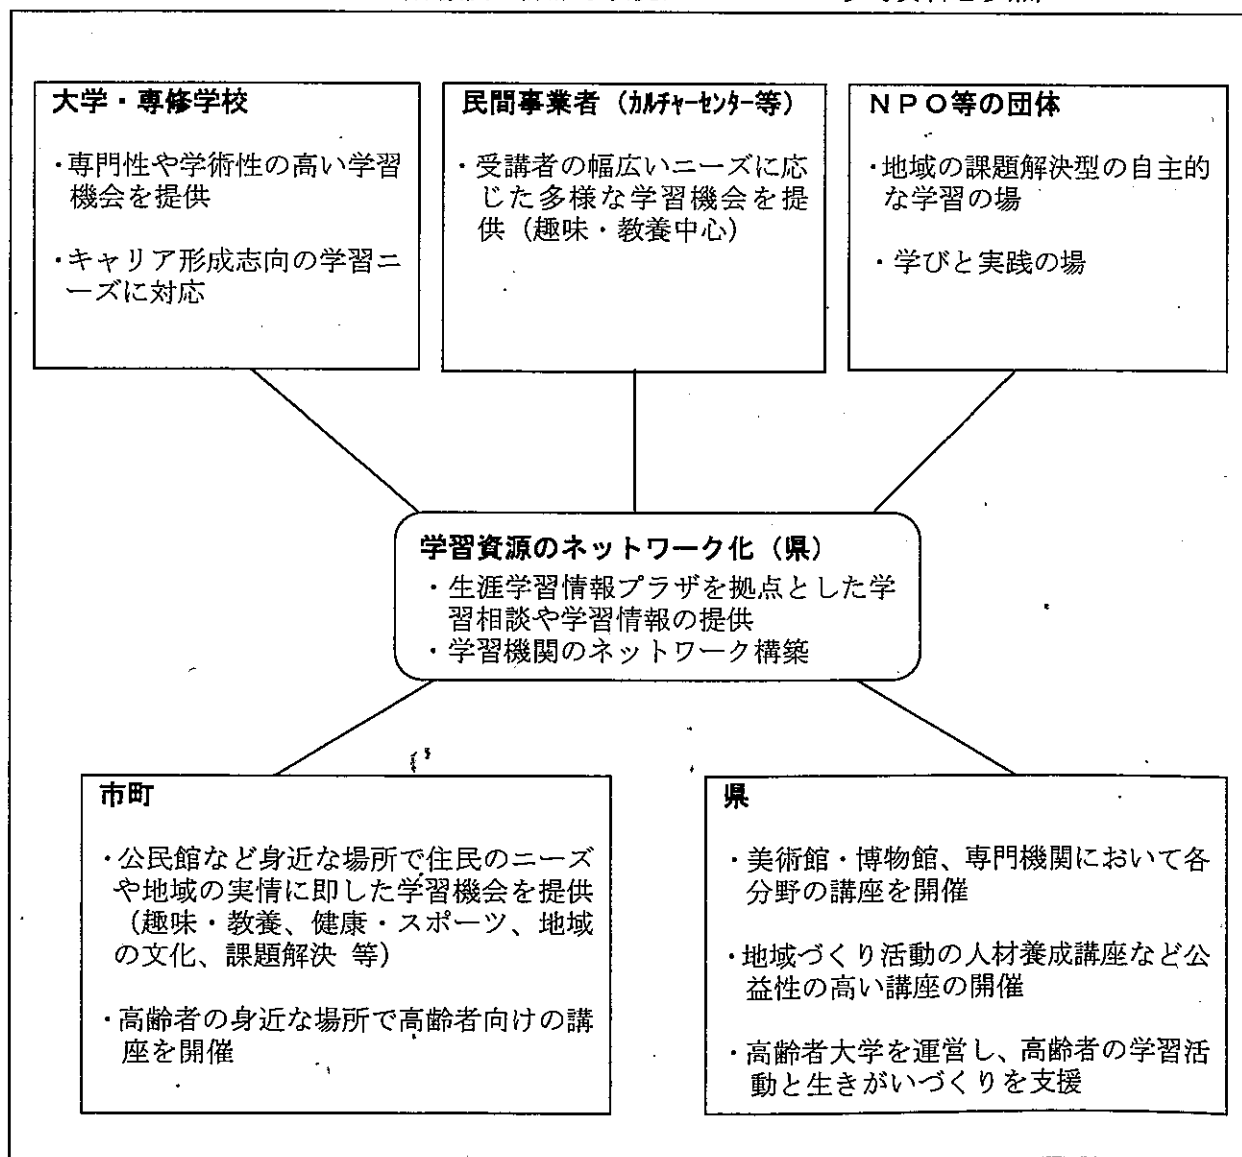 大学・専修学校
・専門性や学術性の高い学習
機会を提供
・キャリア形成志向の学習ニ
ーズに対応
民間事業者（ｶﾙﾁｬｰｾﾝﾀｰ等）
・受講者の幅広いニーズに応
じた多様な学習機会を提
供（趣味・教養中心）
ＮＰＯ等の団体
・地域の課題解決型の自主的
な学習の場
・学びと実践の場
学習資源のネットワーク化（県）
・生涯学習情報プラザを拠点とした学
習相談や学習情報の提供
・学習機関のネットワーク構築
市町
・公民館など身近な場所で住民のニーズ
や地域の実情に即した学習機会を提供
（趣味・教養、健康・スポーツ、地域
の文化、課題解決 等）
・高齢者の身近な場所で高齢者向けの講
座を開催
県
・美術館・博物館、専門機関において各
分野の講座を開催
・地域づくり活動の人材養成講座など公
益性の高い講座の開催
・高齢者大学を運営し、高齢者の学習活
動と生きがいづくりを支援